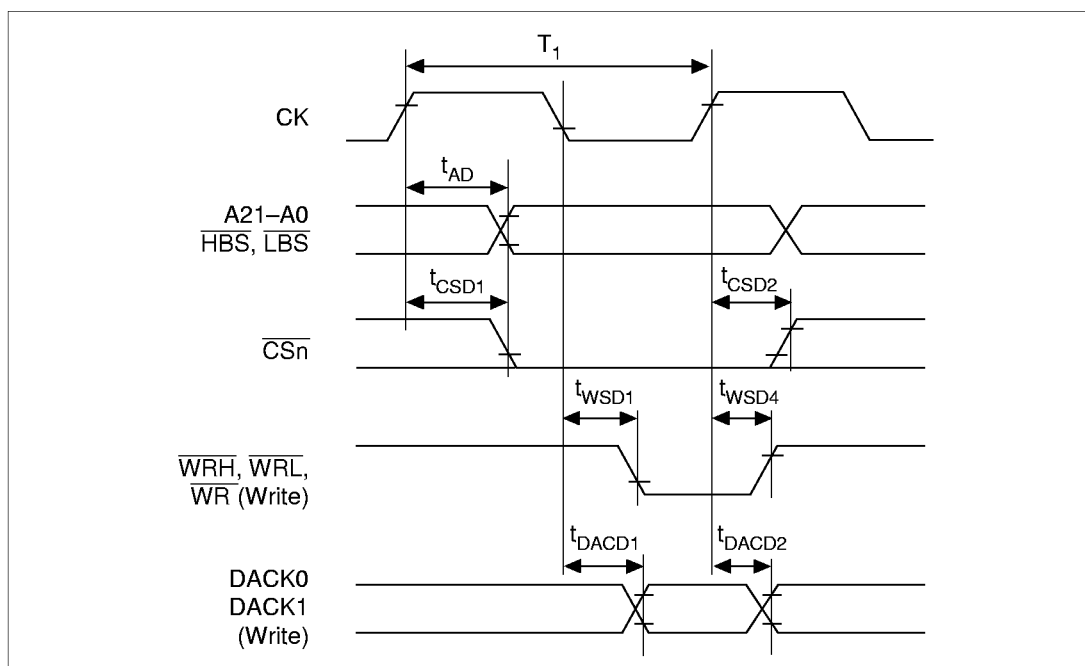 T1
CK
tAD
A21–A0
HBS, LBS
tCSD1
tCSD2
CSn
tWSD1
tWSD4
WRH, WRL,
WR (Write)
tDACD1
tDACD2
DACK0
DACK1
(Write)